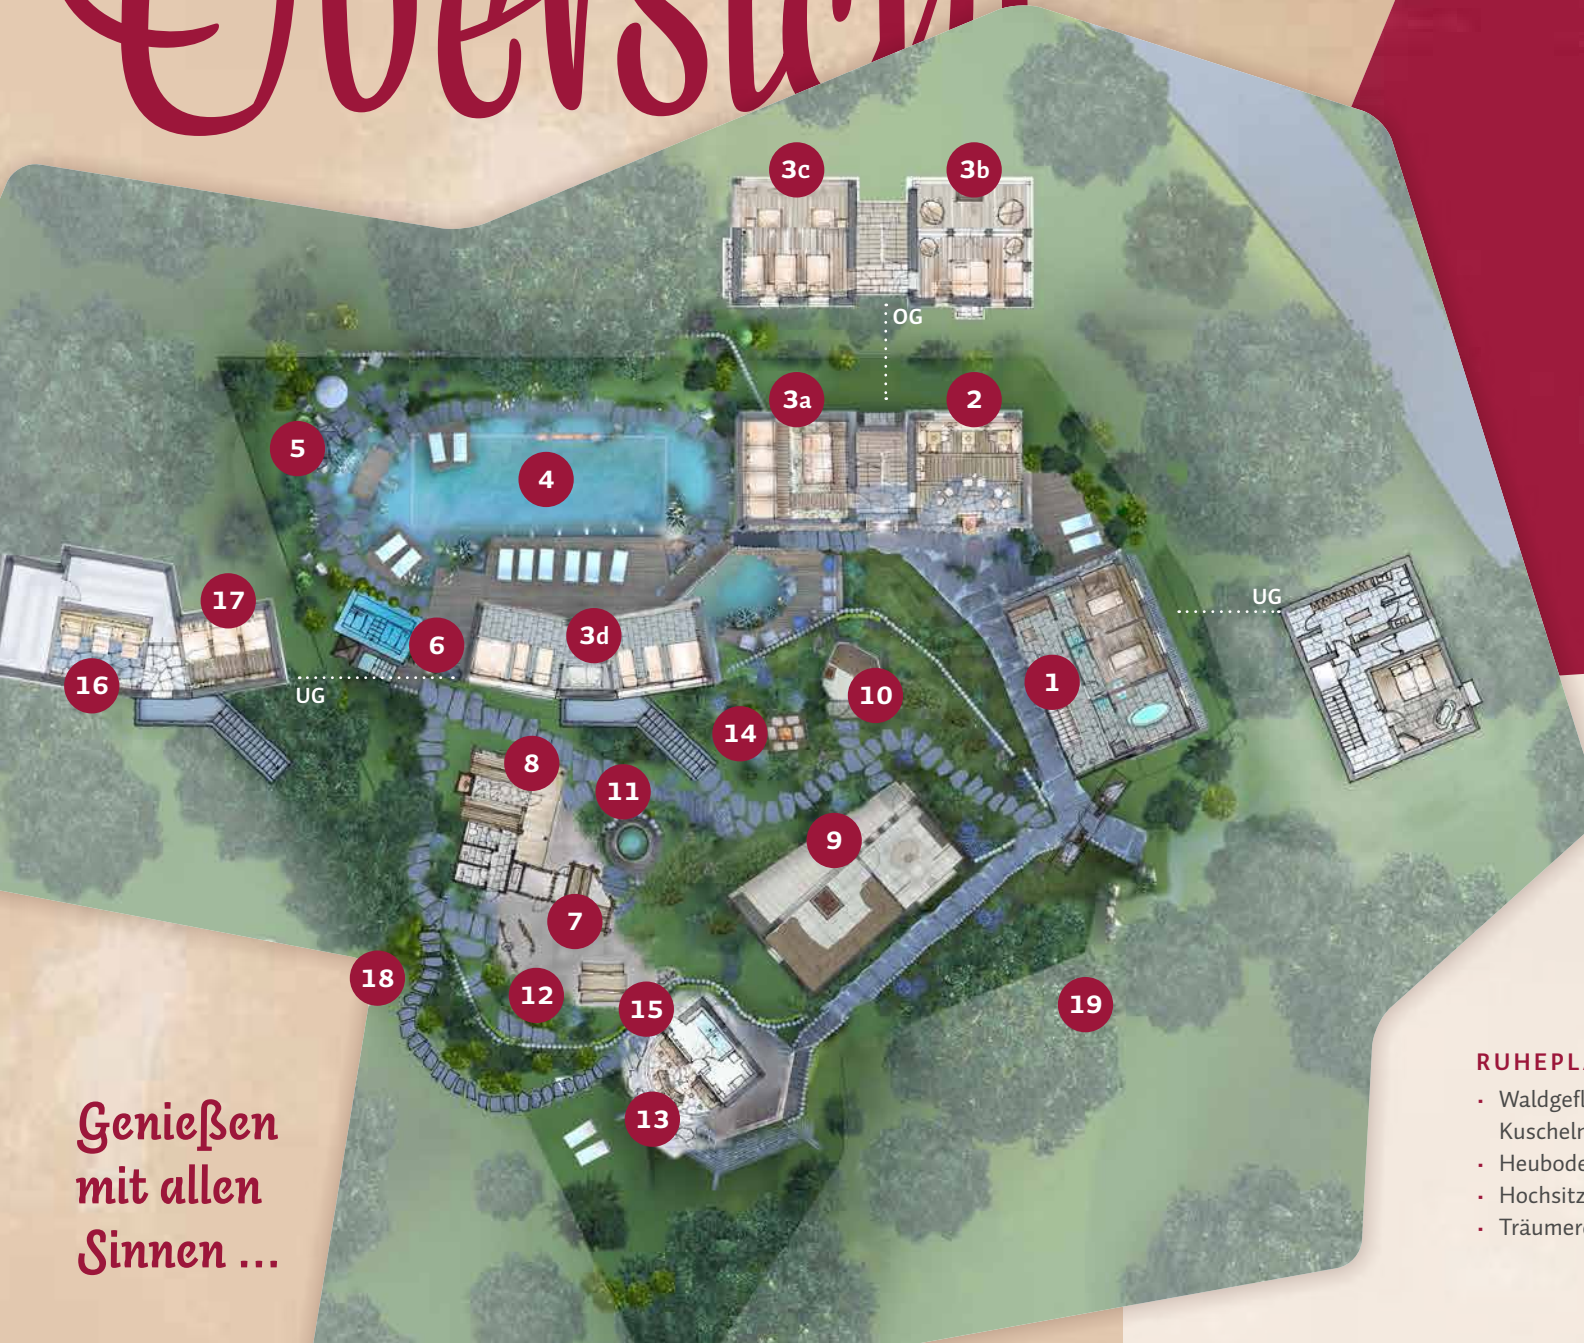 3c
3b
OG
3a
2
5
4
UG
17
6
3d
16
UG
1
10
14
8
11
9
7
18
12
15
19
13
RUHEPL
Genießen
mit allen
Sinnen ...
· Waldgefl
Kuscheln
· Heubode
· Hochsitz
· Träumer